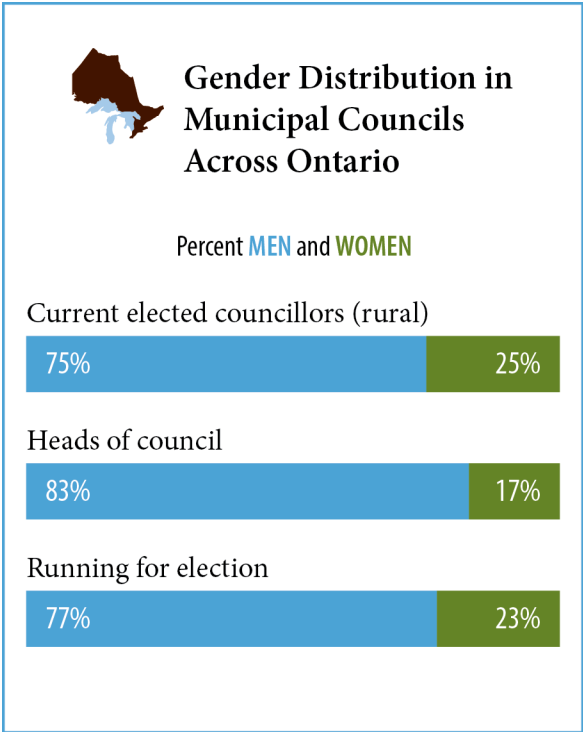 Gender Distribution in
Municipal Councils
Across Ontario
Percent MEN and WOMEN
Current elected councillors (rural)
75% 25%
Heads of council
83% 17%
Running for election
77% 23%